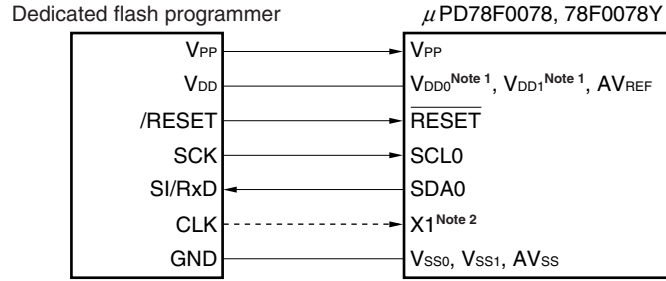 Dedicated flash programmer μPD78F0078, 78F0078Y
VPP VPP
VDD VDD0Note 1, VDD1Note 1, AVREF
/RESET RESET
SCK SCL0
SI/RxD SDA0
CLK X1Note 2
GND VSS0, VSS1, AVSS